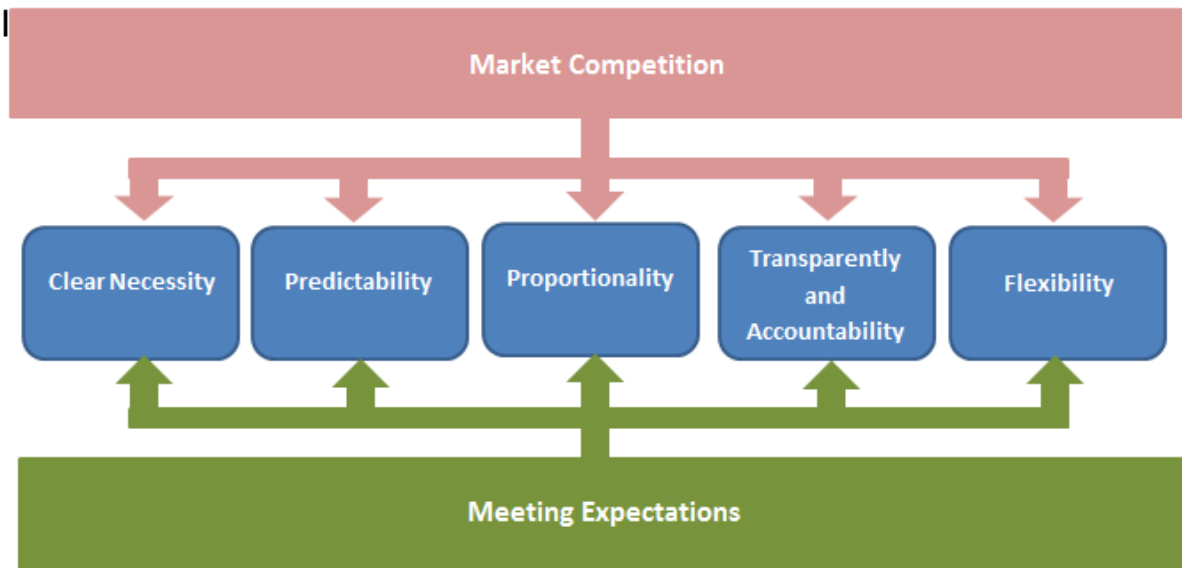 Market Competition
Clear Necessity
Predictability
Proportionality
Transparently
and
Accountability
Flexibility
Meeting Expectations